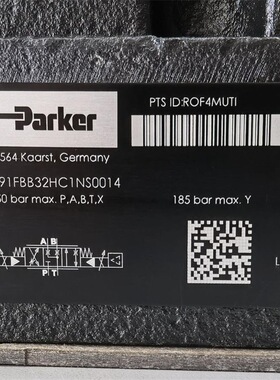 Parker
PTS ID:ROF4MUTI
564 Kaarst, Germany
91FBB32HC1NS0014
50 bar max. P,A,B,T,X
185 bar max. Y
A B
P T
L